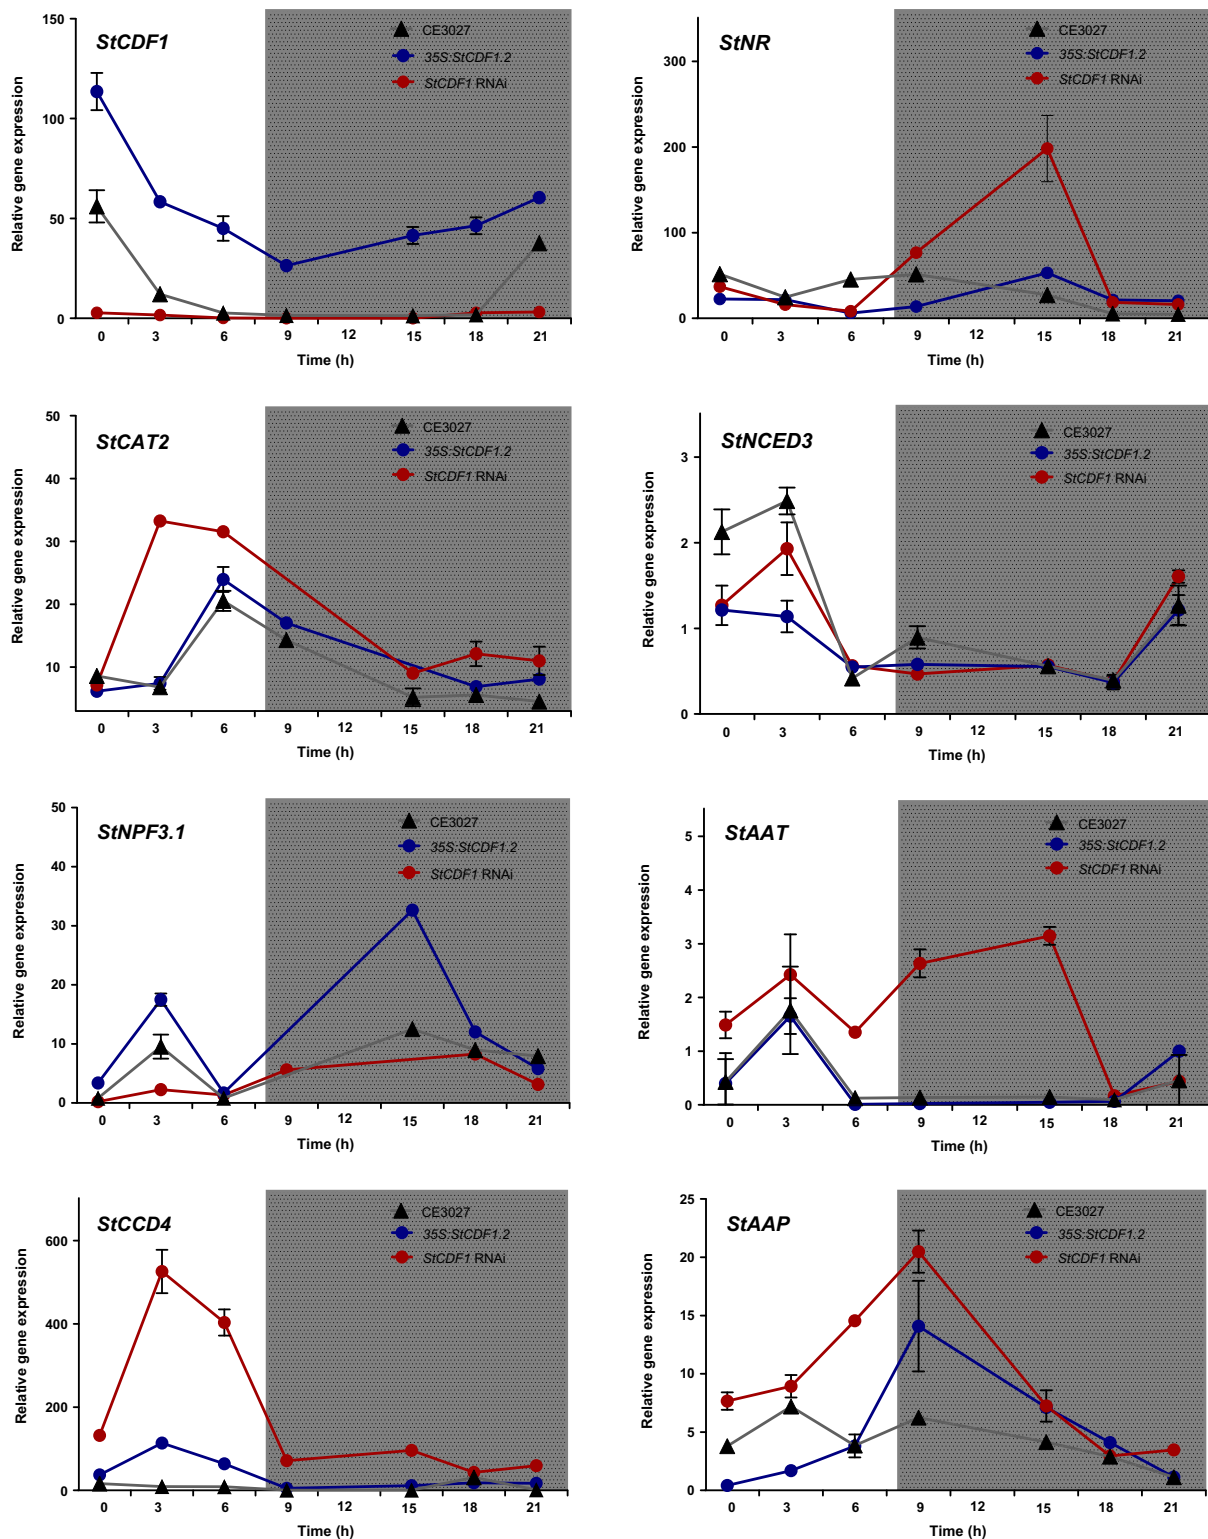 StCDF1
CE3027
35S:StCDF1.2
StCDF1 RNAi
Relative gene expression
150
100
50
0
0 3 6 9 12 15 18 21
Time (h)
StNR
CE3027
35S:StCDF1.2
StCDF1 RNAi
Relative gene expression
300
200
100
0
0 3 6 9 12 15 18 21
Time (h)
StCAT2
CE3027
35S:StCDF1.2
StCDF1 RNAi
Relative gene expression
50
40
30
20
10
0 3 6 9 12 15 18 21
Time (h)
StNCED3
CE3027
35S:StCDF1.2
StCDF1 RNAi
Relative gene expression
3
2
1
0
0 3 6 9 12 15 18 21
Time (h)
StNPF3.1
CE3027
35S:StCDF1.2
StCDF1 RNAi
Relative gene expression
50
40
30
20
10
0
0 3 6 9 12 15 18 21
Time (h)
StAAT
CE3027
35S:StCDF1.2
StCDF1 RNAi
Relative gene expression
5
4
3
2
1
0
0 3 6 9 12 15 18 21
Time (h)
StCCD4
CE3027
35S:StCDF1.2
StCDF1 RNAi
Relative gene expression
600
400
200
0
0 3 6 9 12 15 18 21
Time (h)
StAAP
CE3027
35S:StCDF1.2
StCDF1 RNAi
Relative gene expression
25
20
15
10
5
0
0 3 6 9 12 15 18 21
Time (h)